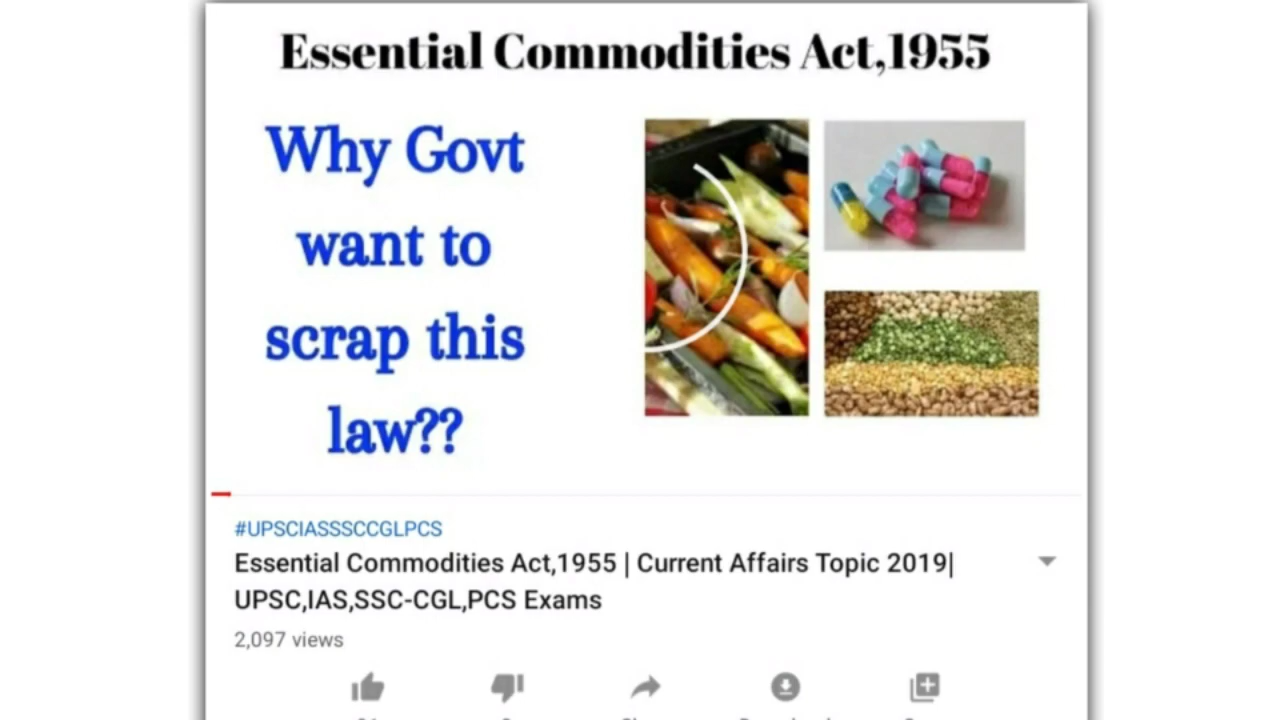 Essential Commodities Act,1955
Why Govt
want to
scrap this
law??
#UPSCIASSSCCGLPCS
Essential Commodities Act,1955 | Current Affairs Topic 2019|
UPSC,IAS,SSC-CGL,PCS Exams
2,097 views